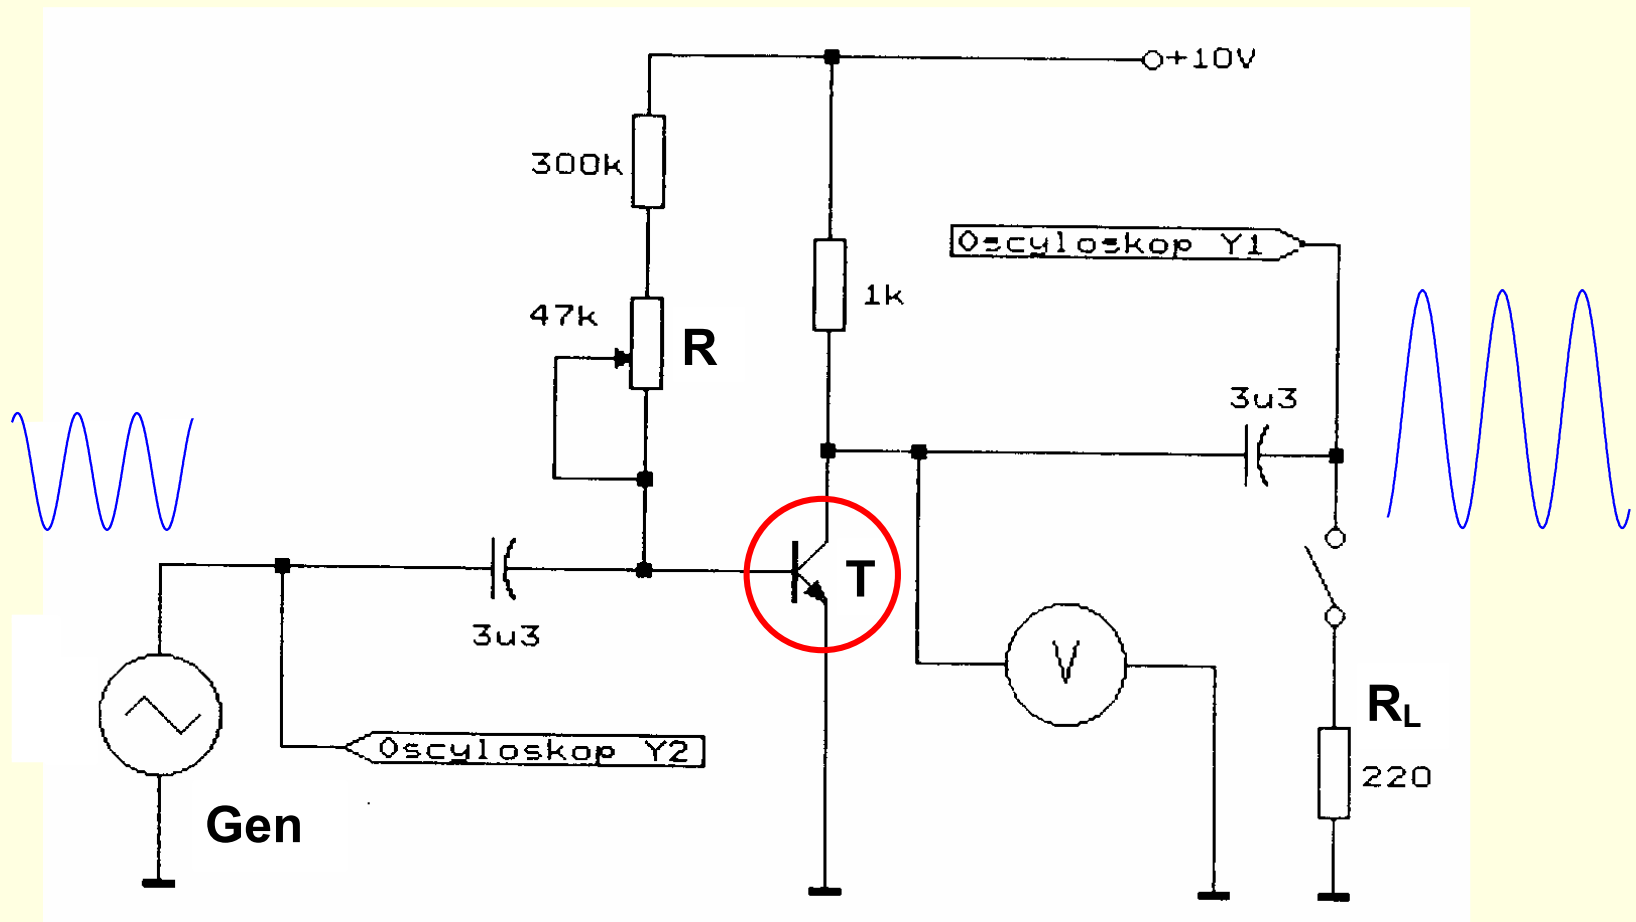 +10V
300k
Oscyloskop Y1
1k
47k
R
3u3
T
3u3
V
RL
Oscyloskop Y2
220
Gen